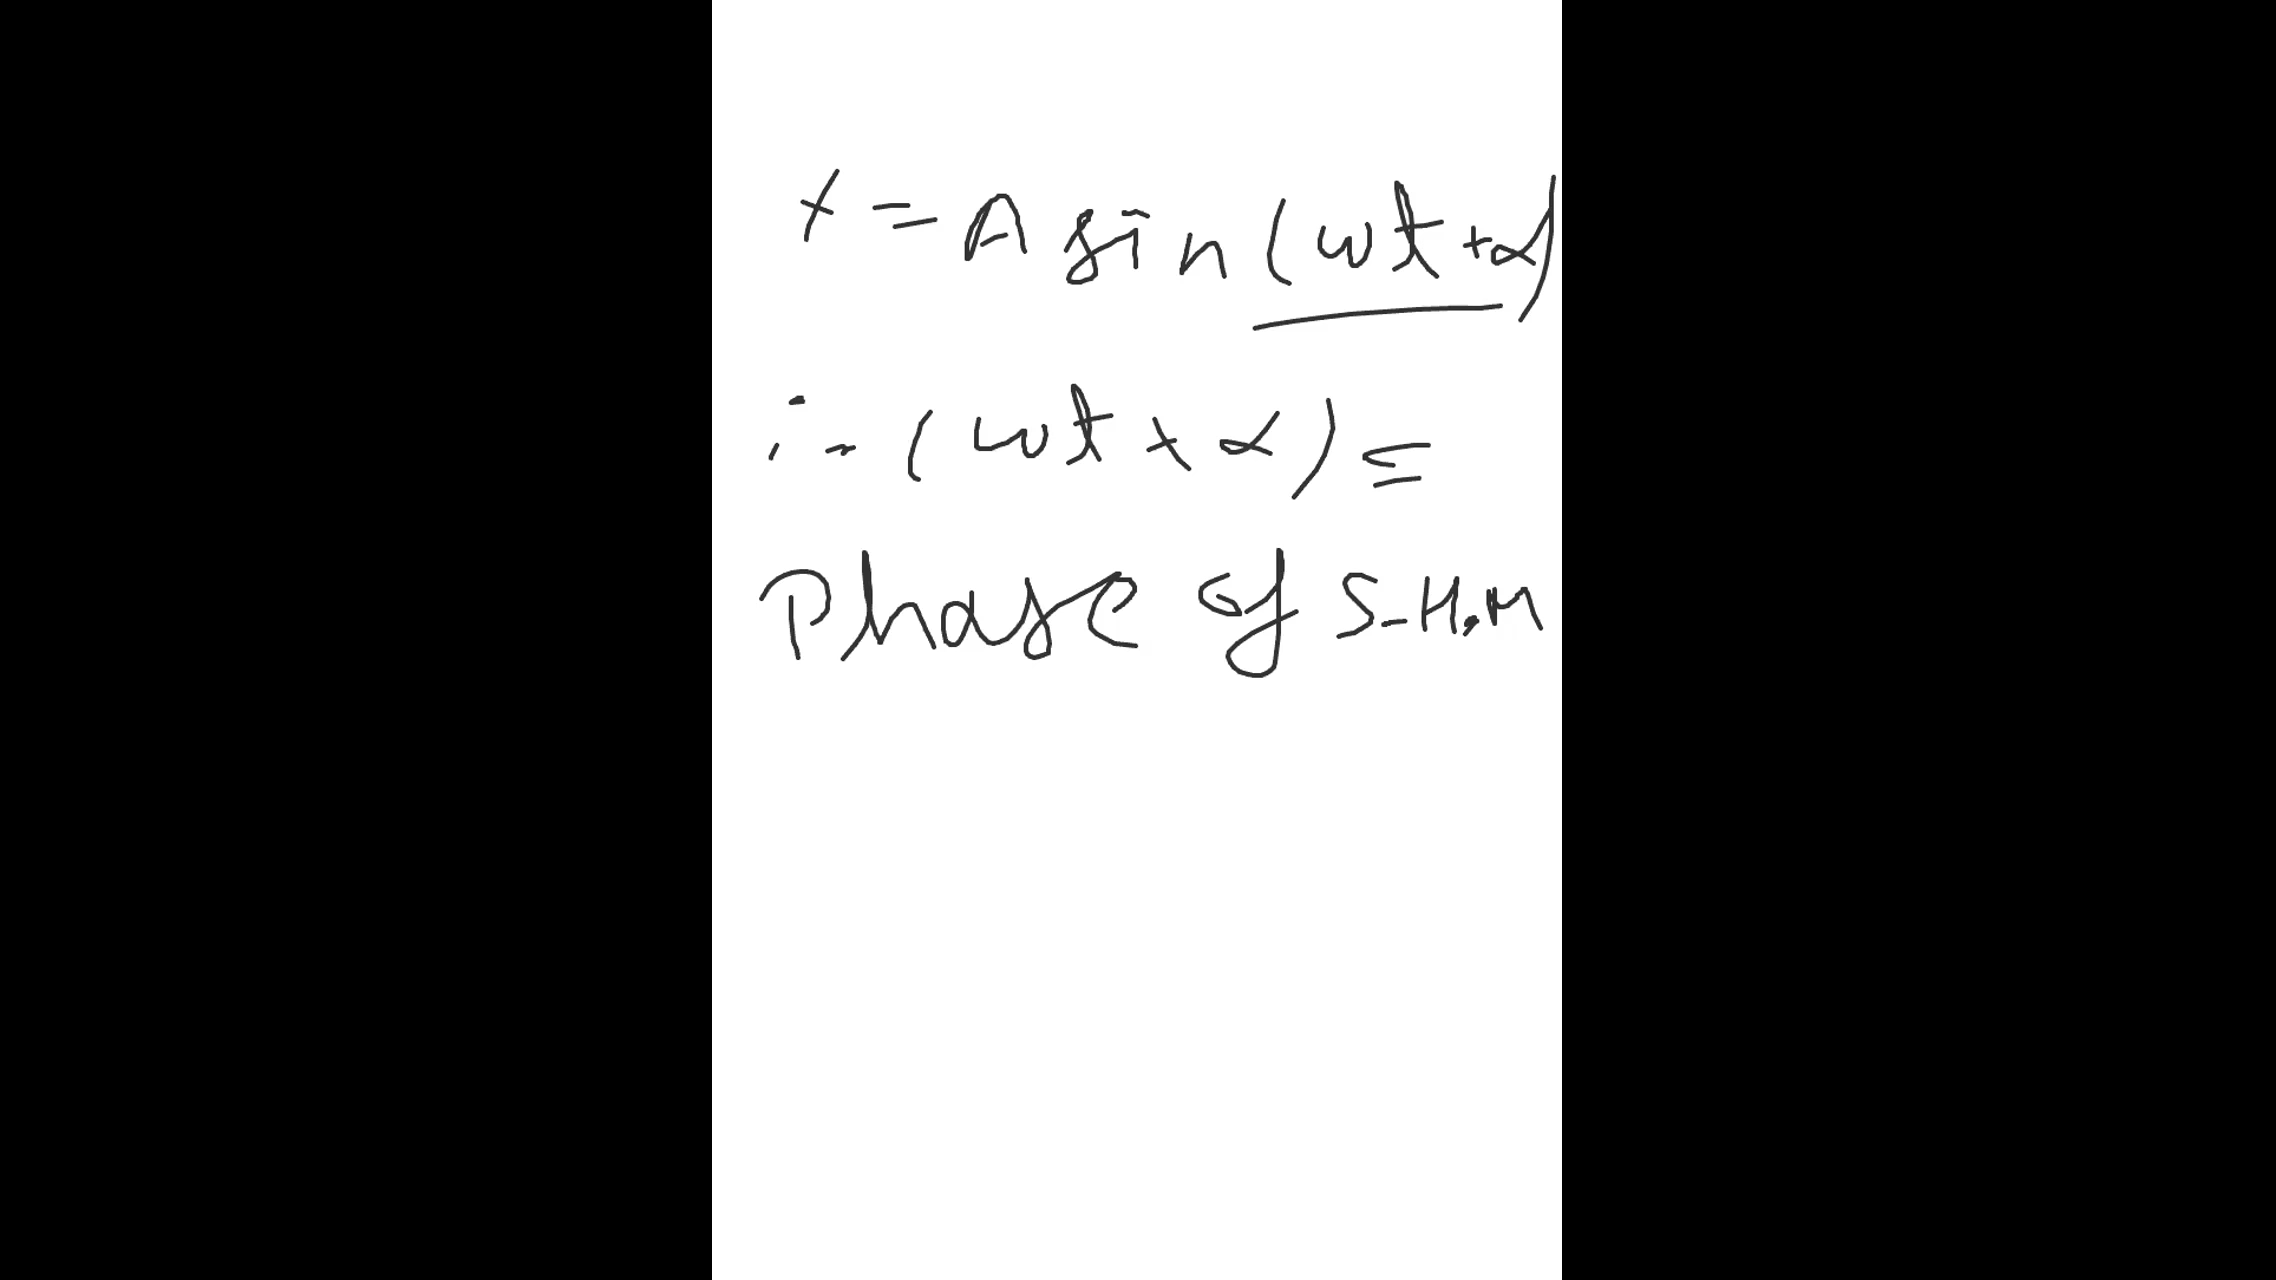 x = A sin (ωt + α)
∴ (ωt + α) =
Phase of S.H.M